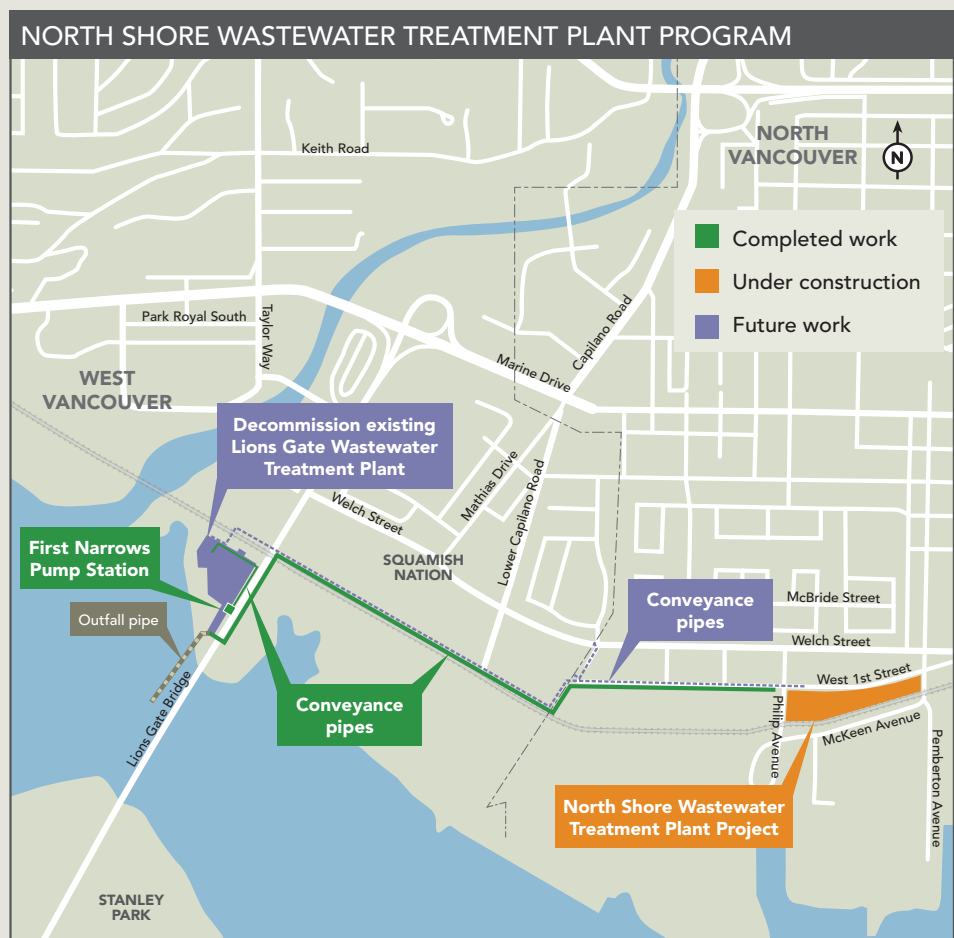 NORTH SHORE WASTEWATER TREATMENT PLANT PROGRAM
Keith Road
NORTH
VANCOUVER
N
Completed work
Under construction
Future work
Park Royal South
Taylor Way
Capilano Road
Marine Drive
WEST
VANCOUVER
Decommission existing
Lions Gate Wastewater
Treatment Plant
Mathias Drive
Lower Capilano Road
Welch Street
First Narrows
Pump Station
SQUAMISH
NATION
Conveyance
pipes
McBride Street
Outfall pipe
Welch Street
West 1st Street
Lions Gate Bridge
Conveyance
pipes
Philip Avenue
McKeen Avenue
Pemberton Avenue
North Shore Wastewater
Treatment Plant Project
STANLEY
PARK